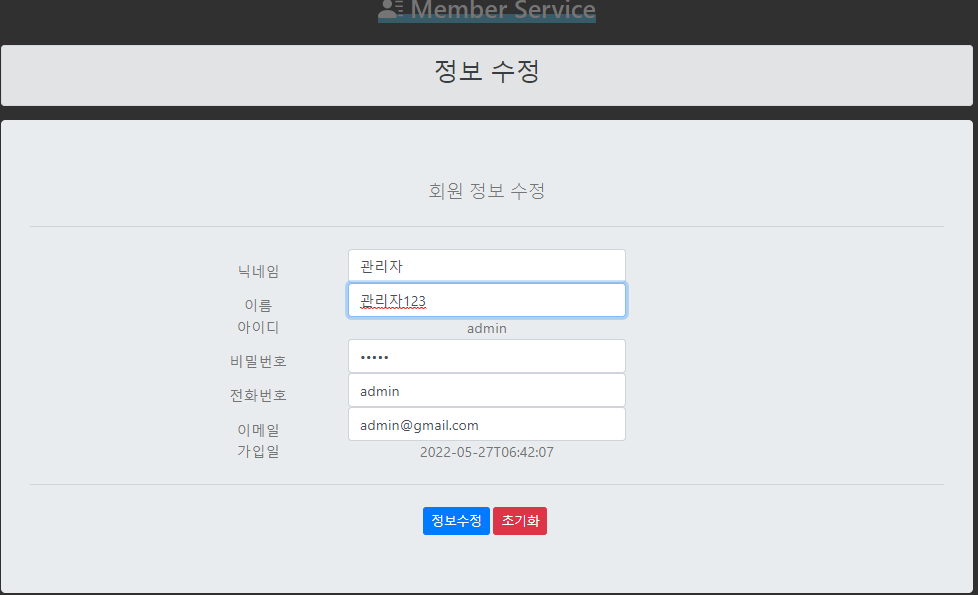 Member Service
정보 수정
회원 정보 수정
닉네임 관리자
이름 관리자123
아이디 admin
비밀번호 •••••
전화번호 admin
이메일 admin@gmail.com
가입일 2022-05-27T06:42:07
정보수정 초기화